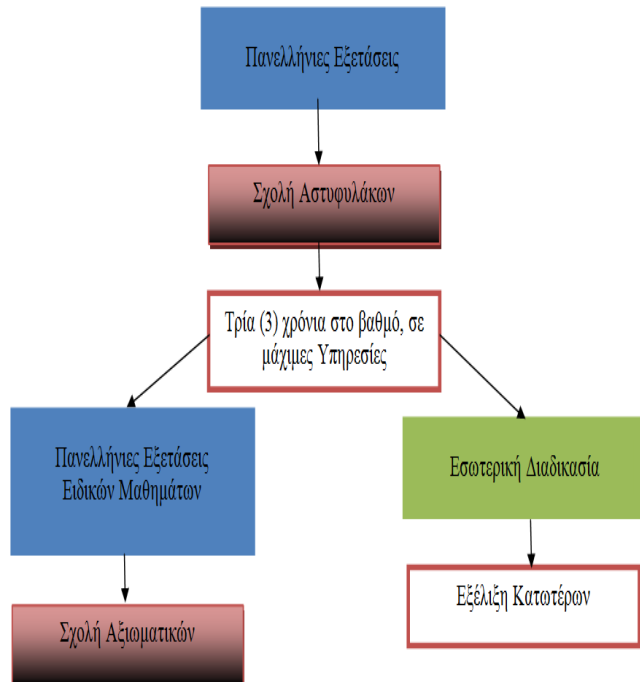 Πανελλήνιες Εξετάσεις
Σχολή Αστυφυλάκων
Τρία (3) χρόνια στο βαθμό, σε
μάχιμες Υπηρεσίες
Πανελλήνιες Εξετάσεις
Ειδικών Μαθημάτων
Εσωτερική Διαδικασία
Σχολή Αξιωματικών
Εξέλιξη Κατωτέρων